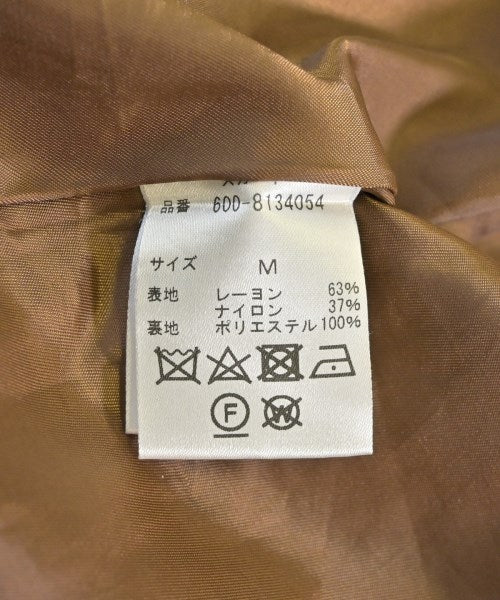 品番 6DD-8134054
サイズ M
表地 レーヨン 63%
ナイロン 37%
裏地 ポリエステル 100%
F W